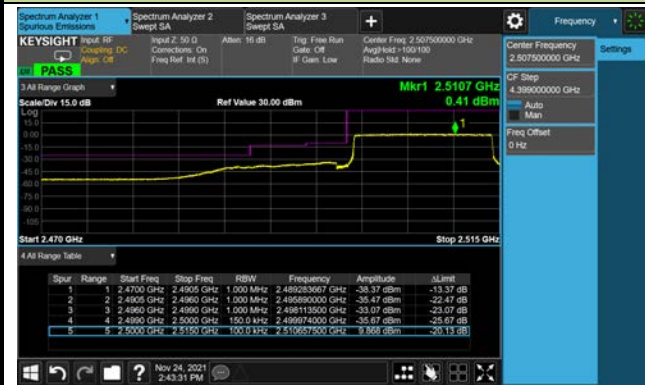 Spectrum Analyzer 1
Spurious Emissions
Spectrum Analyzer 2
Swept SA
Spectrum Analyzer 3
Swept SA
Frequency
KEYSIGHT
Input: RF
Coupling: DC
Align: Off
Input Z: 50 Ω
Corrections: On
Freq Ref: Int (S)
Atten: 16 dB
Trig: Free Run
Gate: Off
IF Gain: Low
Center Freq: 2.507500000 GHz
Avg|Hold:>100/100
Radio Std: None
PASS
3 All Range Graph
Scale/Div 15.0 dB
Ref Value 30.00 dBm
Mkr1 2.5107 GHz
0.41 dBm
Log
15.0
0.00
-15.0
-30.0
-45.0
-60.0
-75.0
-90.0
-105
1
Start 2.470 GHz
Stop 2.515 GHz
4 All Range Table
Spur Range Start Freq Stop Freq RBW Frequency Amplitude ΔLimit
1 1 2.4700 GHz 2.4905 GHz 1.000 MHz 2.489283667 GHz -38.37 dBm -13.37 dB
2 2 2.4905 GHz 2.4960 GHz 1.000 MHz 2.495890000 GHz -35.47 dBm -22.47 dB
3 3 2.4960 GHz 2.4990 GHz 1.000 MHz 2.498113500 GHz -33.07 dBm -23.07 dB
4 4 2.4990 GHz 2.5000 GHz 150.0 kHz 2.499974000 GHz -35.67 dBm -25.67 dB
5 5 2.5000 GHz 2.5150 GHz 100.0 kHz 2.510657500 GHz 9.868 dBm -20.13 dB
Nov 24, 2021
2:43:31 PM
Center Frequency
2.507500000 GHz
Settings
CF Step
4.399000000 GHz
Auto
Man
Freq Offset
0 Hz